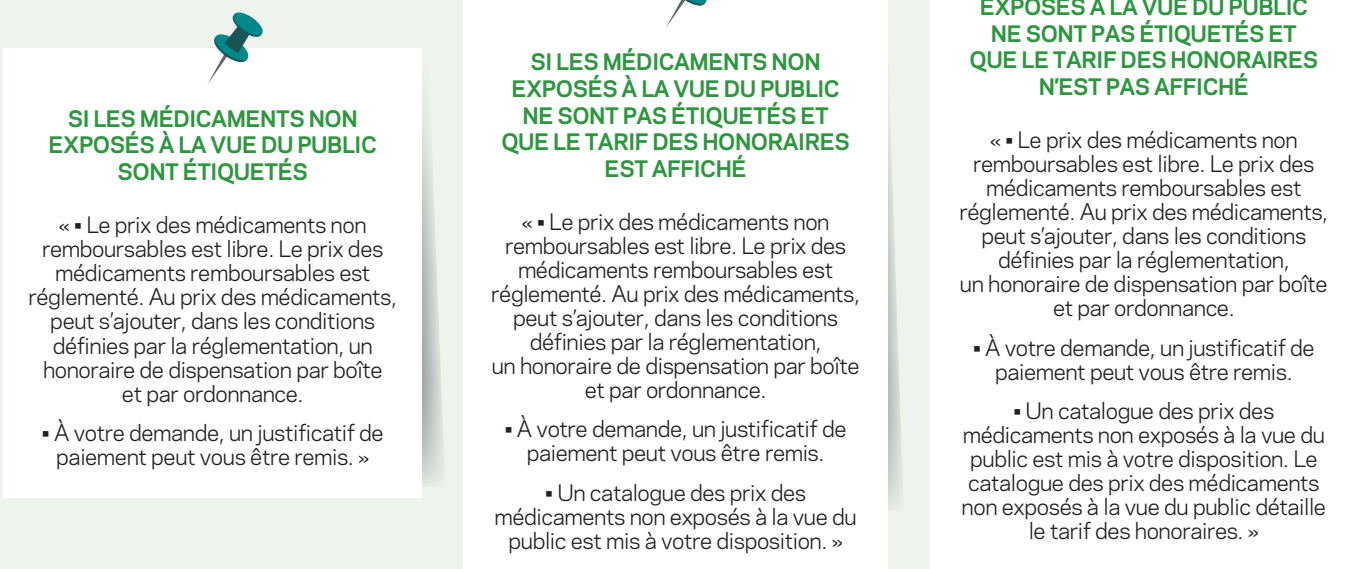 SI LES MÉDICAMENTS NON
EXPOSÉS À LA VUE DU PUBLIC
SONT ÉTIQUETÉS
« ▪ Le prix des médicaments non
remboursables est libre. Le prix des
médicaments remboursables est
réglementé. Au prix des médicaments,
peut s’ajouter, dans les conditions
définies par la réglementation, un
honoraire de dispensation par boîte
et par ordonnance.
▪ À votre demande, un justificatif de
paiement peut vous être remis. »
SI LES MÉDICAMENTS NON
EXPOSÉS À LA VUE DU PUBLIC
NE SONT PAS ÉTIQUETÉS ET
QUE LE TARIF DES HONORAIRES
EST AFFICHÉ
« ▪ Le prix des médicaments non
remboursables est libre. Le prix des
médicaments remboursables est
réglementé. Au prix des médicaments,
peut s’ajouter, dans les conditions
définies par la réglementation,
un honoraire de dispensation par boîte
et par ordonnance.
▪ À votre demande, un justificatif de
paiement peut vous être remis.
▪ Un catalogue des prix des
médicaments non exposés à la vue du
public est mis à votre disposition. »
EXPOSÉS À LA VUE DU PUBLIC
NE SONT PAS ÉTIQUETÉS ET
QUE LE TARIF DES HONORAIRES
N’EST PAS AFFICHÉ
« ▪ Le prix des médicaments non
remboursables est libre. Le prix des
médicaments remboursables est
réglementé. Au prix des médicaments,
peut s’ajouter, dans les conditions
définies par la réglementation,
un honoraire de dispensation par boîte
et par ordonnance.
▪ À votre demande, un justificatif de
paiement peut vous être remis.
▪ Un catalogue des prix des
médicaments non exposés à la vue du
public est mis à votre disposition. Le
catalogue des prix des médicaments
non exposés à la vue du public détaille
le tarif des honoraires. »